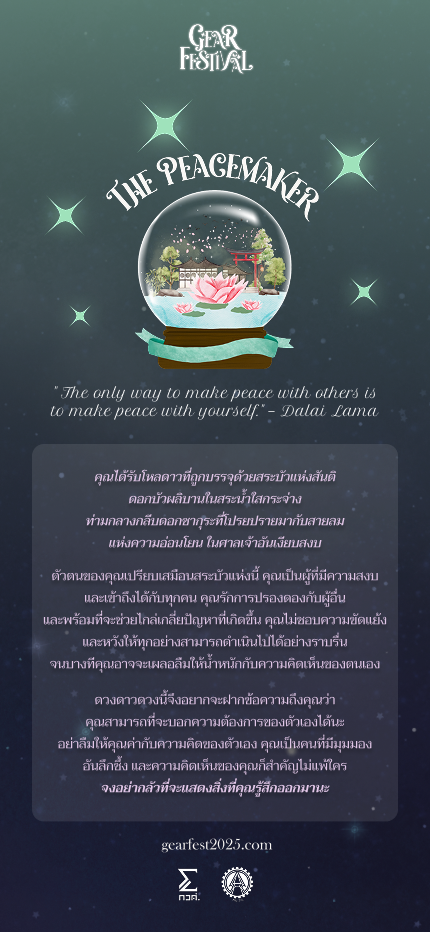 GEAR
FESTIVAL
THE PEACEMAKER
"The only way to make peace with others is
to make peace with yourself." – Dalai Lama
คุณได้รับโหลดาวที่ถูกบรรจุด้วยสระบัวแห่งสันติ
ดอกบัวผลิบานในสระน้ำใสกระจ่าง
ท่ามกลางกลีบดอกซากุระที่โปรยปรายมากับสายลม
แห่งความอ่อนโยน ในศาลเจ้าอันเงียบสงบ
ตัวตนของคุณเปรียบเสมือนสระบัวแห่งนี้ คุณเป็นผู้ที่มีความสงบ
และเข้าถึงได้กับทุกคน คุณรักการปรองดองกับผู้อื่น
และพร้อมที่จะช่วยไกล่เกลี่ยปัญหาที่เกิดขึ้น คุณไม่ชอบความขัดแย้ง
และหวังให้ทุกอย่างสามารถดำเนินไปได้อย่างราบรื่น
จนบางทีคุณอาจจะเผลอลืมให้น้ำหนักกับความคิดเห็นของตนเอง
ดวงดาวดวงนี้จึงอยากจะฝากข้อความถึงคุณว่า
คุณสามารถที่จะบอกความต้องการของตัวเองได้นะ
อย่าลืมให้คุณค่ากับความคิดของตัวเอง คุณเป็นคนที่มีมุมมอง
อันลึกซึ้ง และความคิดเห็นของคุณก็สำคัญไม่แพ้ใคร
จงอย่ากลัวที่จะแสดงสิ่งที่คุณรู้สึกออกมานะ
gearfest2025.com
กวศ.